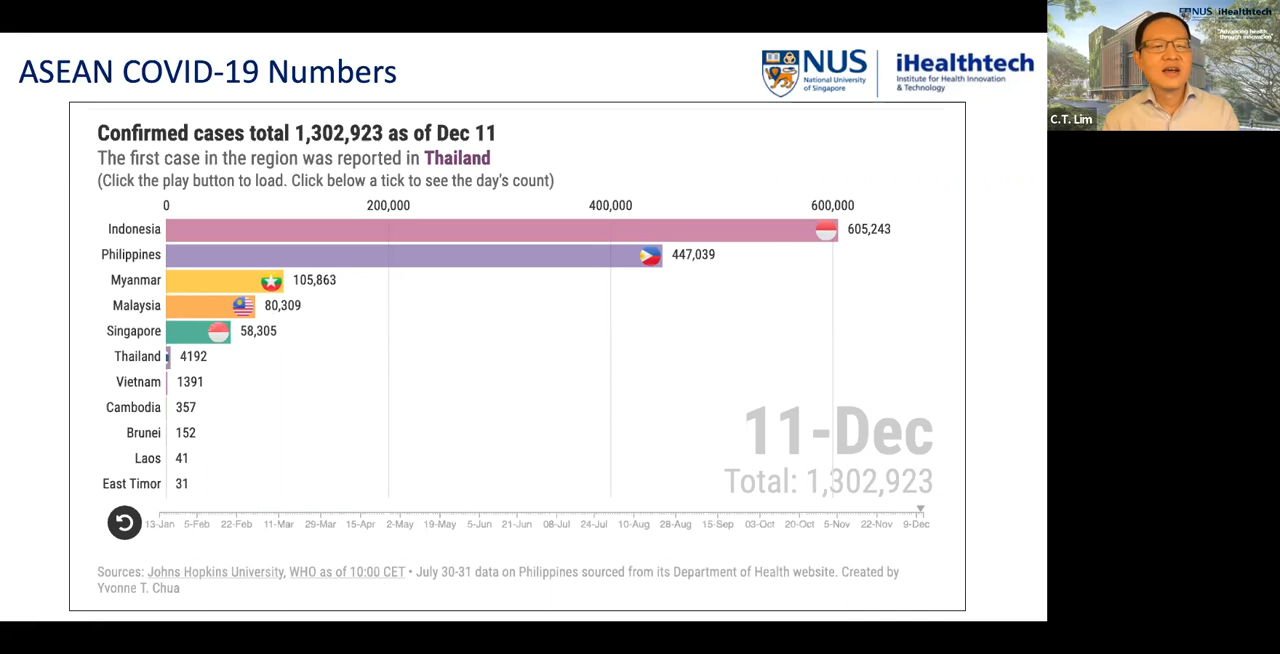 ASEAN COVID-19 Numbers
NUS
National University
of Singapore
iHealthtech
Institute for Health Innovation
& Technology
NUS
iHealthtech
"Advancing health
through innovation"
C.T. Lim
Confirmed cases total 1,302,923 as of Dec 11
The first case in the region was reported in Thailand
(Click the play button to load. Click below a tick to see the day's count)
0 200,000 400,000 600,000
Indonesia 605,243
Philippines 447,039
Myanmar 105,863
Malaysia 80,309
Singapore 58,305
Thailand 4192
Vietnam 1391
Cambodia 357
Brunei 152
Laos 41
East Timor 31
11-Dec
Total: 1,302,923
13-Jan 5-Feb 22-Feb 11-Mar 29-Mar 15-Apr 2-May 19-May 5-Jun 21-Jun 08-Jul 24-Jul 10-Aug 28-Aug 15-Sep 03-Oct 20-Oct 5-Nov 22-Nov 9-Dec
Sources: Johns Hopkins University, WHO as of 10:00 CET • July 30-31 data on Philippines sourced from its Department of Health website. Created by
Yvonne T. Chua